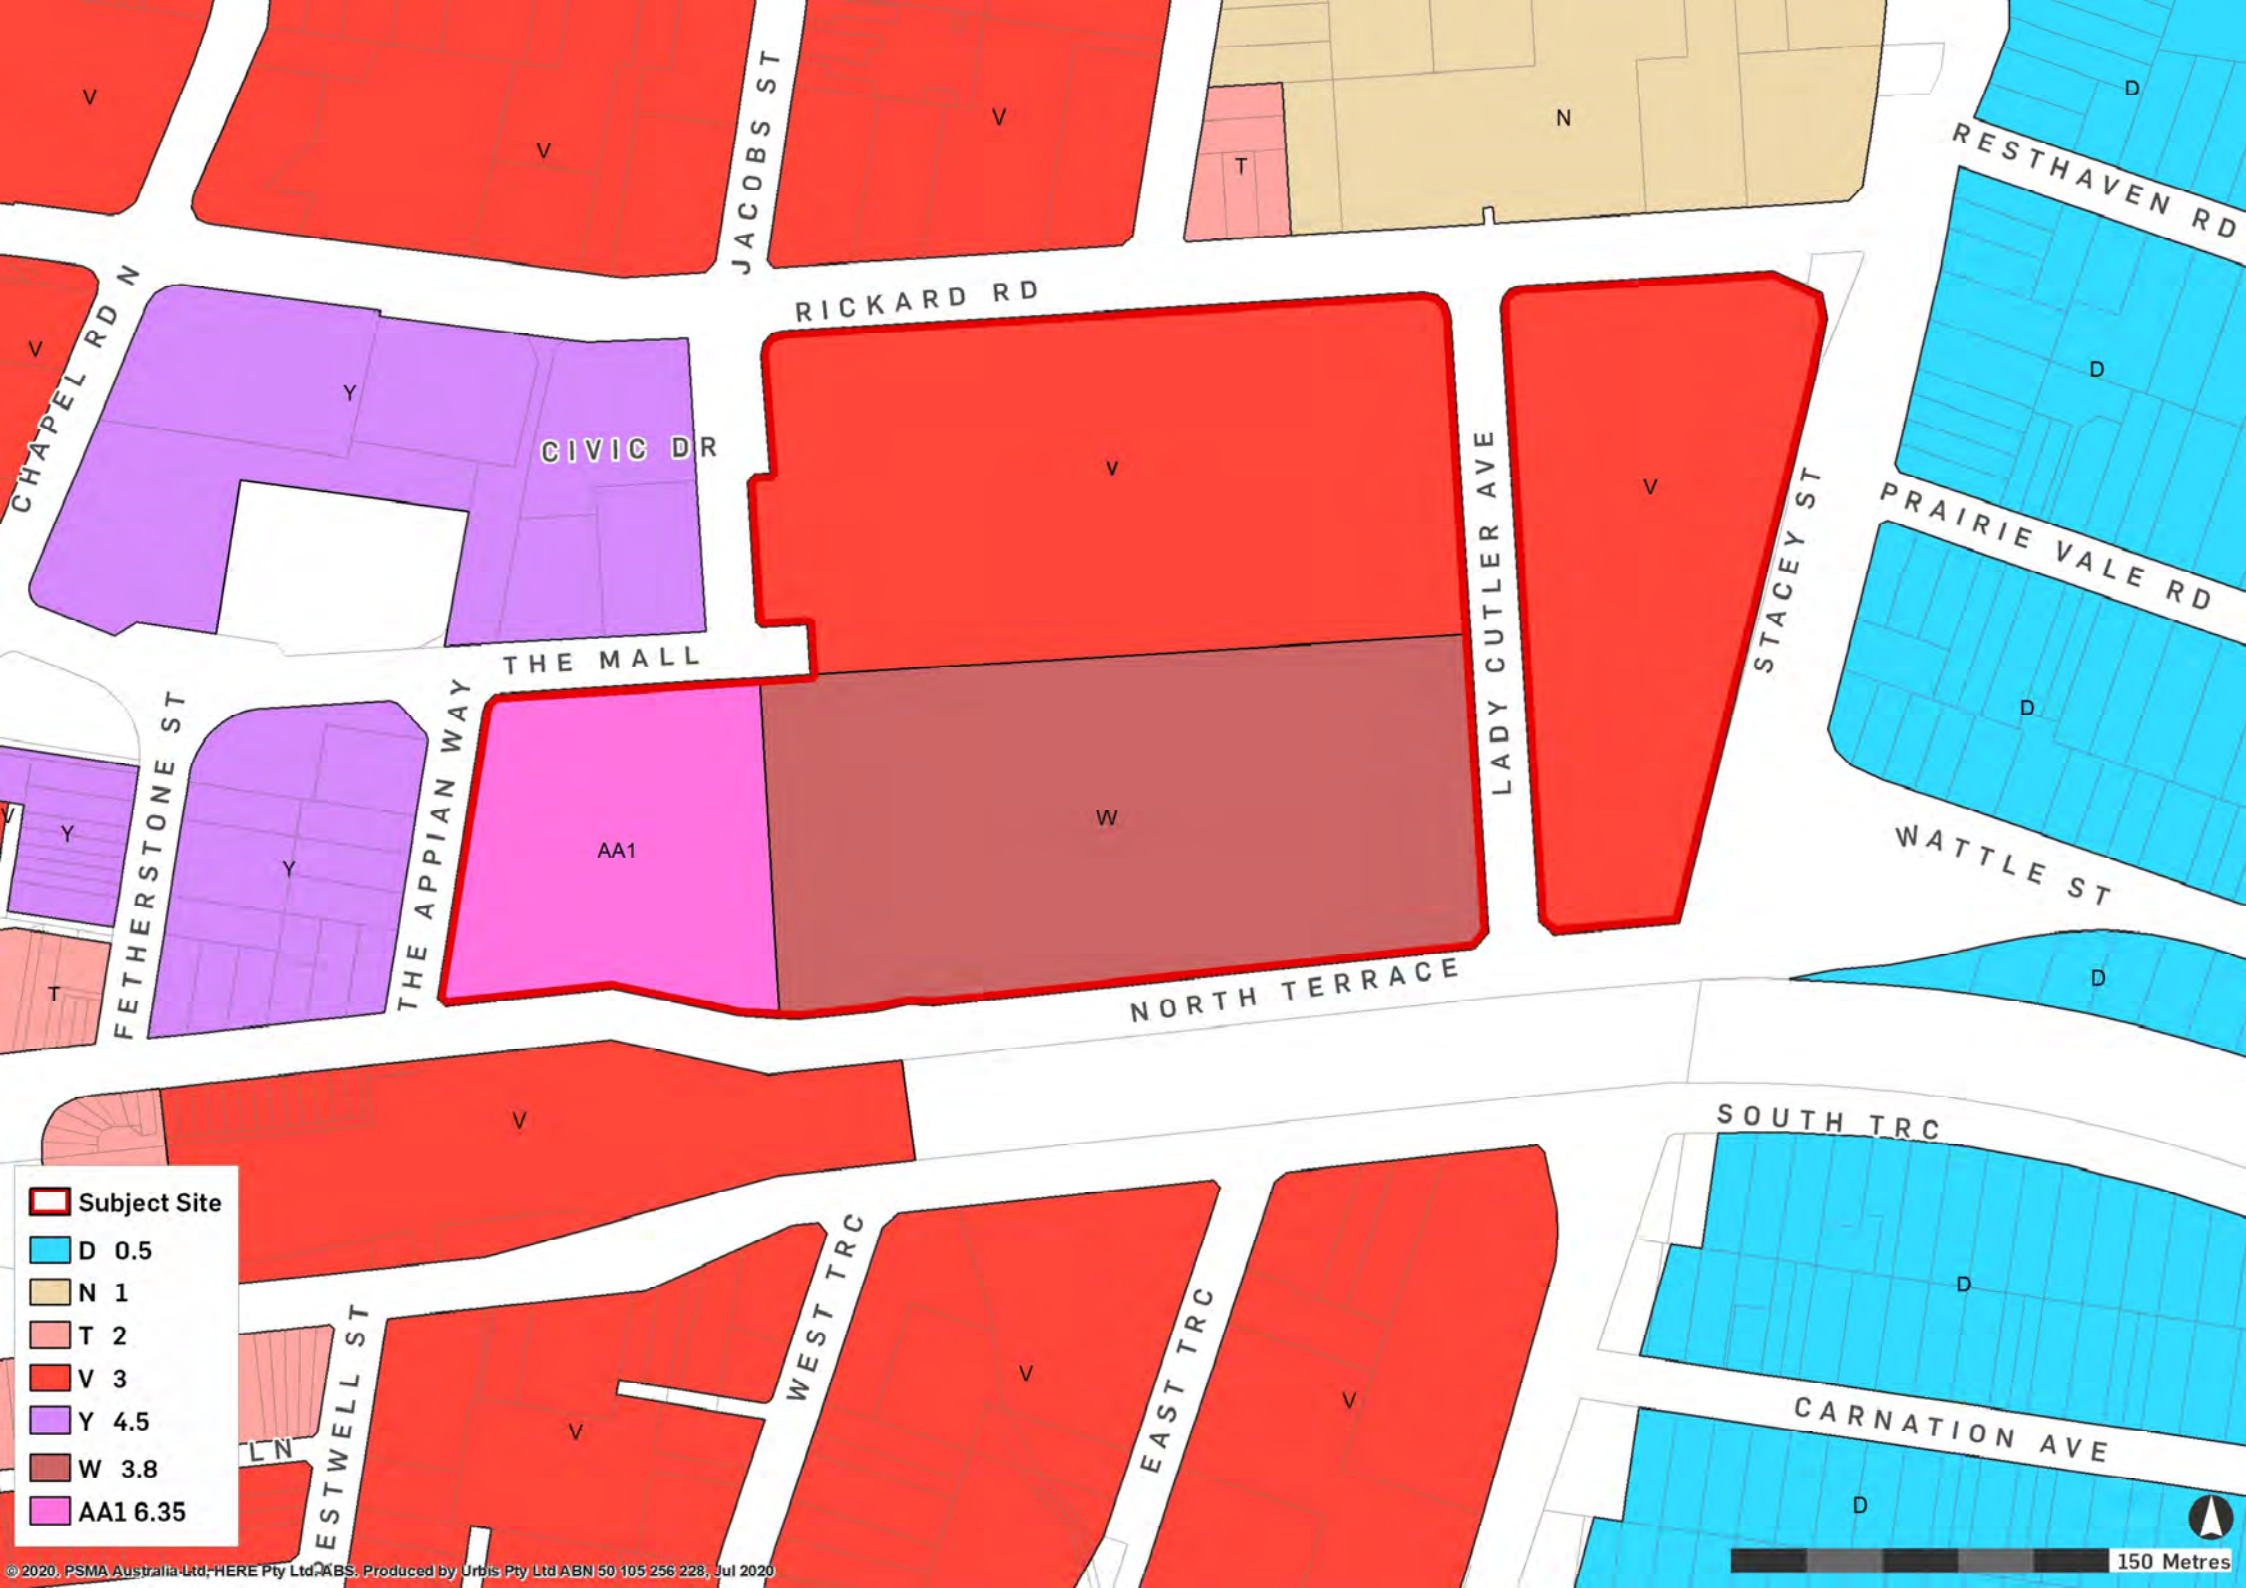 V
V
JACOBS ST
V
N
T
D
RESTHAVEN RD
V
CHAPEL RD N
RICKARD RD
Y
CIVIC DR
V
LADY CUTLER AVE
V
STACEY ST
D
PRAIRIE VALE RD
THE MALL
D
V
Y
FETHERSTONE ST
Y
THE APPIAN WAY
AA1
W
WATTLE ST
T
NORTH TERRACE
D
V
SOUTH TRC
Subject Site
D 0.5
N 1
T 2
V 3
Y 4.5
W 3.8
AA1 6.35
LN
RESTWELL ST
V
WEST TRC
V
EAST TRC
V
D
CARNATION AVE
D
150 Metres
© 2020, PSMA Australia Ltd, HERE Pty Ltd. ABS. Produced by Urbis Pty Ltd ABN 50 105 256 228, Jul 2020